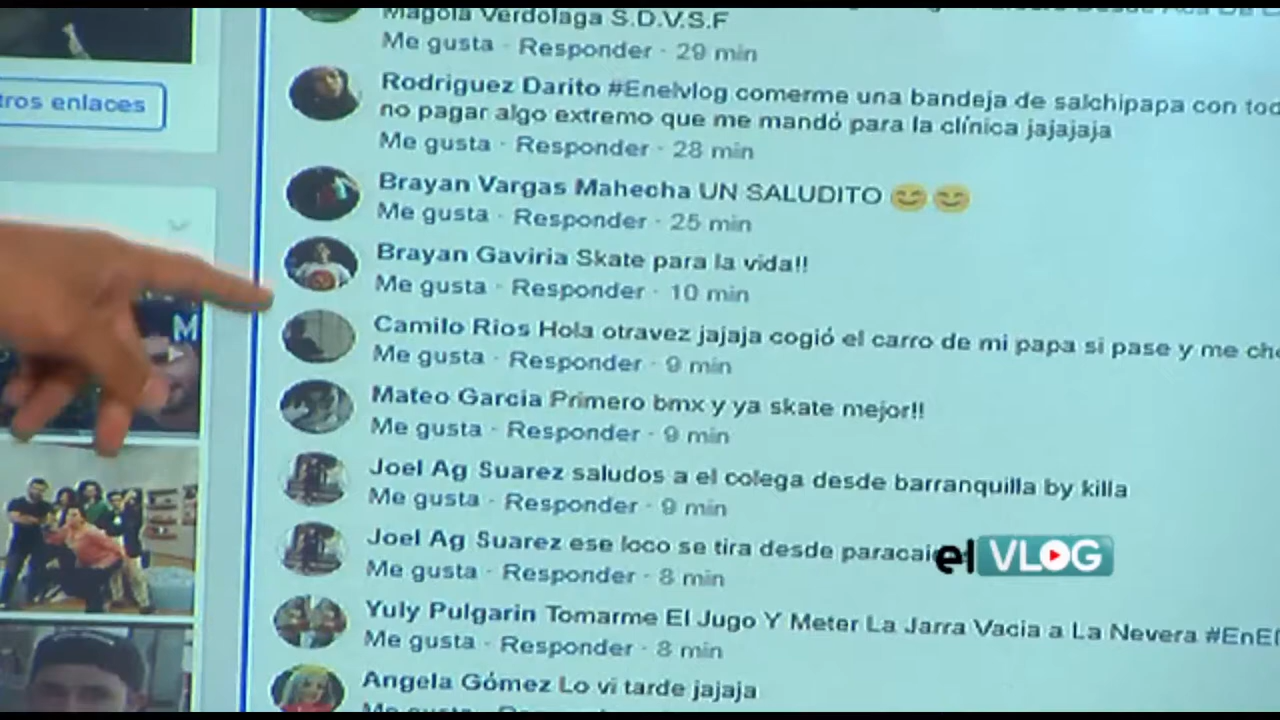 Magola Verdolaga S.D.V.S.F
Me gusta · Responder · 29 min
tros enlaces
Rodriguez Darito #Enelvlog comerme una bandeja de salchipapa con tod
no pagar algo extremo que me mandó para la clínica jajajaja
Me gusta · Responder · 28 min
Brayan Vargas Mahecha UN SALUDITO 😊😊
Me gusta · Responder · 25 min
Brayan Gaviria Skate para la vida!!
Me gusta · Responder · 10 min
M
Camilo Rios Hola otravez jajaja cogió el carro de mi papa si pase y me cho
Me gusta · Responder · 9 min
Mateo Garcia Primero bmx y ya skate mejor!!
Me gusta · Responder · 9 min
Joel Ag Suarez saludos a el colega desde barranquilla by killa
Me gusta · Responder · 9 min
Joel Ag Suarez ese loco se tira desde paracai
el VLOG
Me gusta · Responder · 8 min
Yuly Pulgarin Tomarme El Jugo Y Meter La Jarra Vacia a La Nevera #EnEl
Me gusta · Responder · 8 min
Angela Gómez Lo vi tarde jajaja
Me gusta · Responder ·